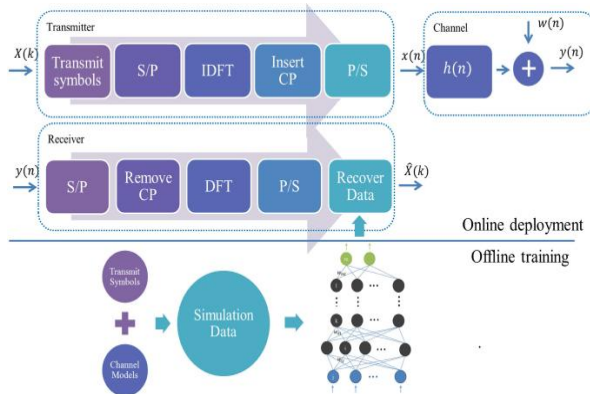 Transmitter
Channel
w(n)
X(k)
Transmit
symbols
S/P
IDFT
Insert
CP
P/S
x(n)
h(n)
+
y(n)
Receiver
y(n)
S/P
Remove
CP
DFT
P/S
Recover
Data
X̂(k)
Online deployment
Offline training
Transmit
Symbols
Channel
Models
Simulation
Data